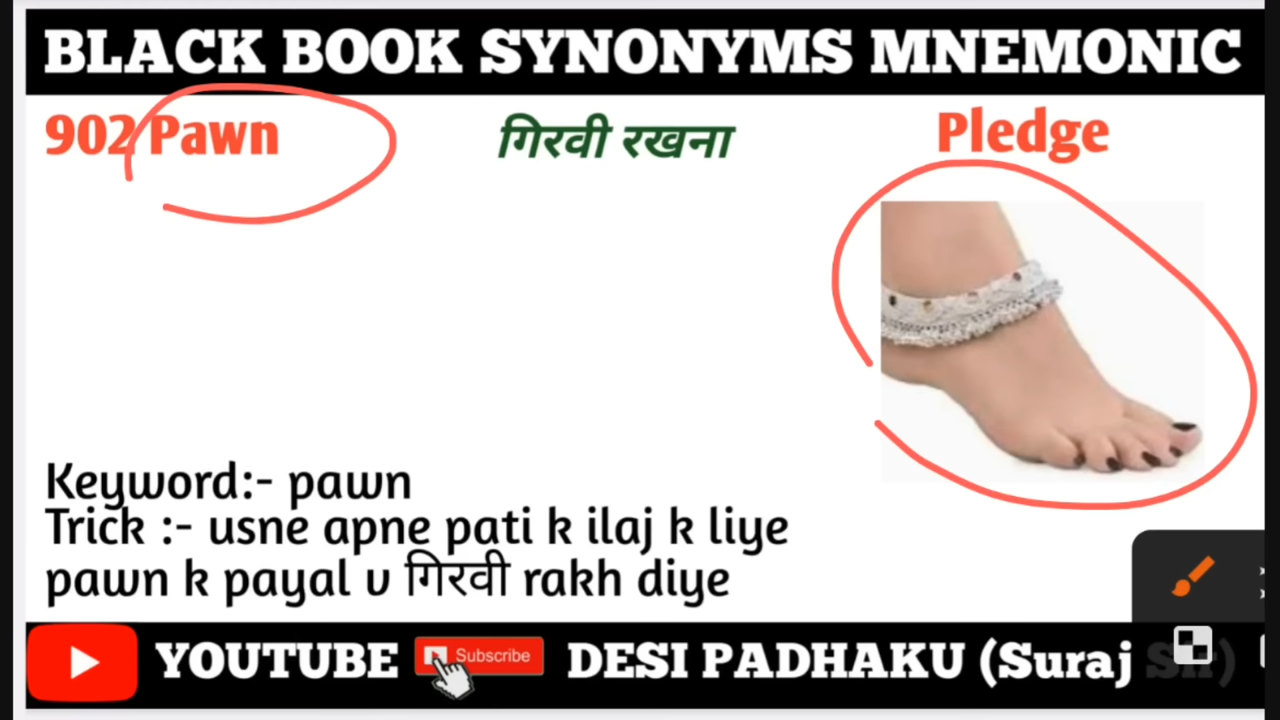 BLACK BOOK SYNONYMS MNEMONIC
902 Pawn गिरवी रखना Pledge
Keyword:- pawn
Trick :- usne apne pati k ilaj k liye
pawn k payal v गिरवी rakh diye
YOUTUBE Subscribe DESI PADHAKU (Suraj Sir)